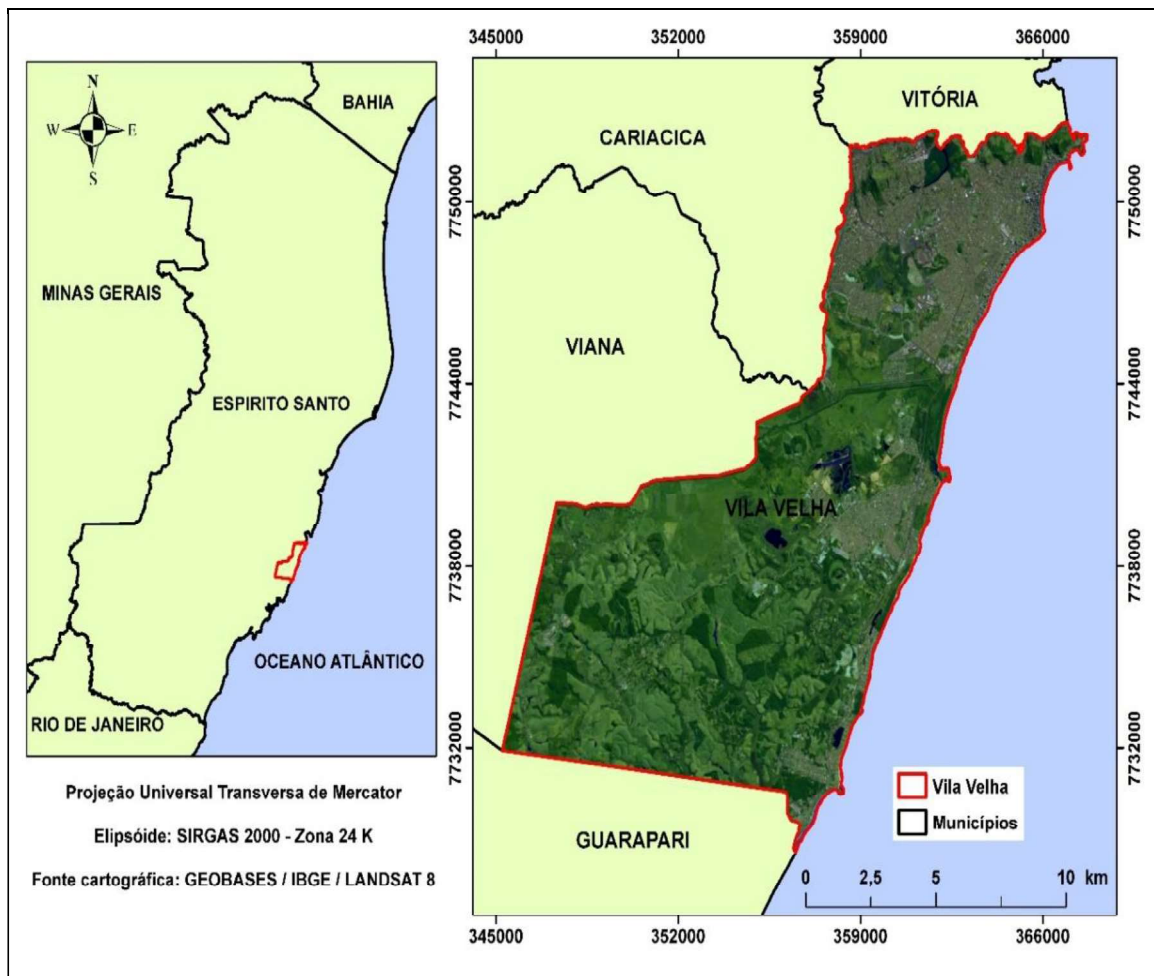 N
W E
S
BAHIA
MINAS GERAIS
ESPIRITO SANTO
OCEANO ATLÂNTICO
RIO DE JANEIRO
Projeção Universal Transversa de Mercator
Elipsóide: SIRGAS 2000 - Zona 24 K
Fonte cartográfica: GEOBASES / IBGE / LANDSAT 8
345000 352000 359000 366000
VITÓRIA
CARIACICA
7750000 7750000
VIANA
7744000 7744000
VILA VELHA
7738000 7738000
7732000 7732000
Vila Velha
Municípios
GUARAPARI
0 2,5 5 10 km
345000 352000 359000 366000